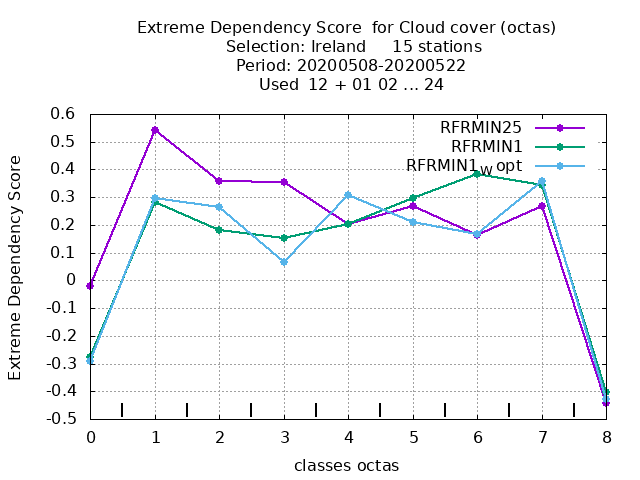 Extreme Dependency Score  for Cloud cover (octas)
Selection: Ireland     15 stations
Period: 20200508-20200522
Used  12 + 01 02 ... 24
RFRMIN25
RFRMIN1
RFRMIN1w opt
Extreme Dependency Score
0.6
0.5
0.4
0.3
0.2
0.1
0
-0.1
-0.2
-0.3
-0.4
-0.5
0 1 2 3 4 5 6 7 8
classes octas